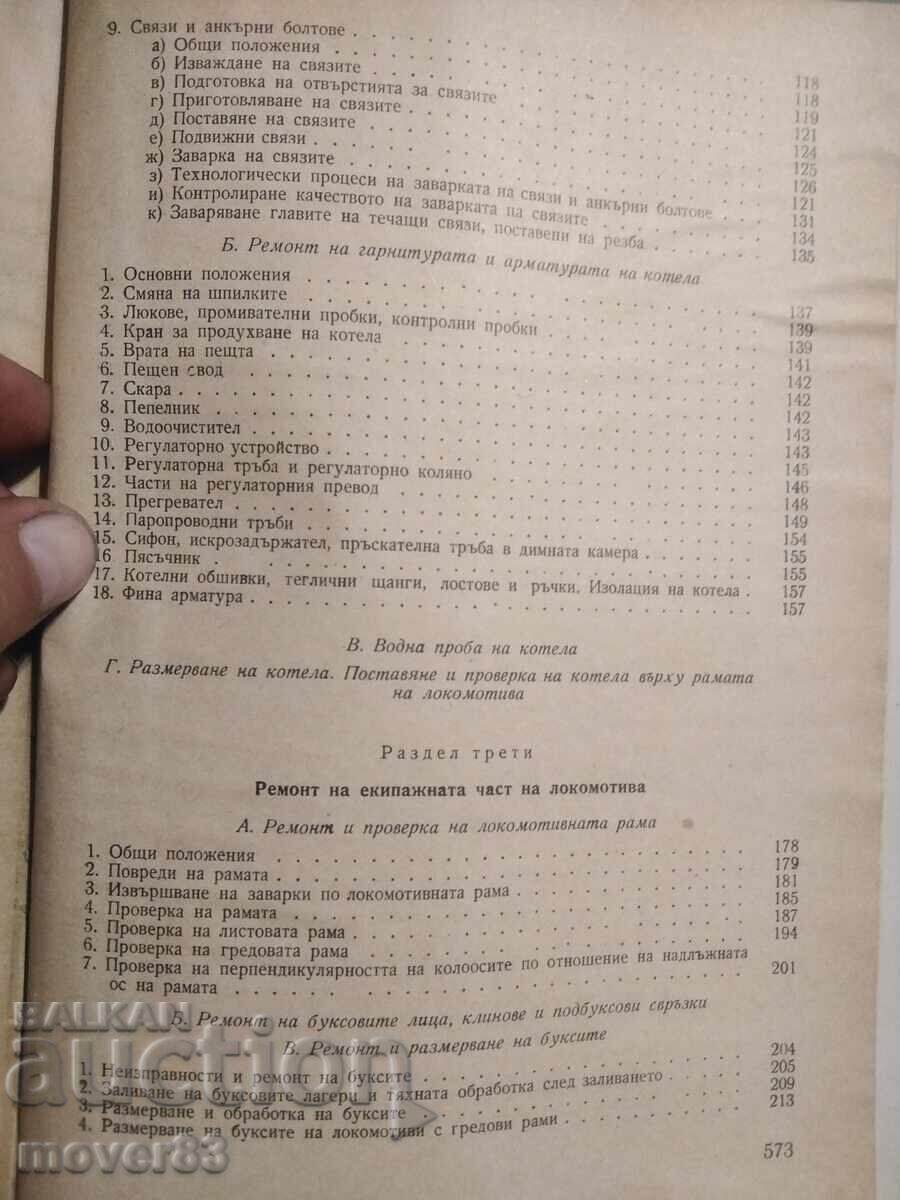 9. Связи и анкърни болтове . . . 118
а) Общи положения . . . 118
б) Изваждане на связите . . . 119
в) Подготовка на отвърстията за связите . . . 121
г) Приготовляване на связите . . . 124
д) Поставяне на связите . . . 125
е) Подвижни связи . . . 126
ж) Заварка на связите . . . 121
з) Технологически процеси на заварката на связи и анкърни болтове . . . 131
и) Контролиране качеството на заварката на связите . . . 134
к) Заваряване главите на течащи связи, поставени на резба . . . 135
Б. Ремонт на гарнитурата и арматурата на котела
1. Основни положения . . . 137
2. Смяна на шпилките . . . 139
3. Люкове, промивателни пробки, контролни пробки . . . 139
4. Кран за продухване на котела . . . 141
5. Врата на пещта . . . 142
6. Пещен свод . . . 142
7. Скара . . . 142
8. Пепелник . . . 143
9. Водоочистител . . . 143
10. Регулаторно устройство . . . 145
11. Регулаторна тръба и регулаторно коляно . . . 146
12. Части на регулаторния превод . . . 148
13. Прегревател . . . 149
14. Паропроводни тръби . . . 154
15. Сифон, искрозадържател, пръскателна тръба в димната камера . . . 155
16. Пясъчник . . . 155
17. Котелни обшивки, теглични щанги, лостове и ръчки. Изолация на котела . 157
18. Фина арматура . . . 157
В. Водна проба на котела
Г. Размерване на котела. Поставяне и проверка на котела върху рамата
на локомотива
Раздел трети
Ремонт на екипажната част на локомотива
А. Ремонт и проверка на локомотивната рама
1. Общи положения . . . 178
2. Повреди на рамата . . . 179
3. Извършване на заварки по локомотивната рама . . . 181
4. Проверка на рамата . . . 185
5. Проверка на листовата рама . . . 187
6. Проверка на гредовата рама . . . 194
7. Проверка на перпендикулярността на колоосите по отношение на надлъжната
ос на рамата . . . 201
Б. Ремонт на буксовите лица, клинове и подбуксови свръзки
В. Ремонт и размерване на буксите
1. Неизправности и ремонт на буксите . . . 204
2. Заливане на буксовите лагери и тяхната обработка след заливането . . . 205
3. Размерване и обработка на буксите . . . 209
4. Размерване на буксите на локомотиви с гредови рами . . . 213
573
BALKAN
auction
mover83